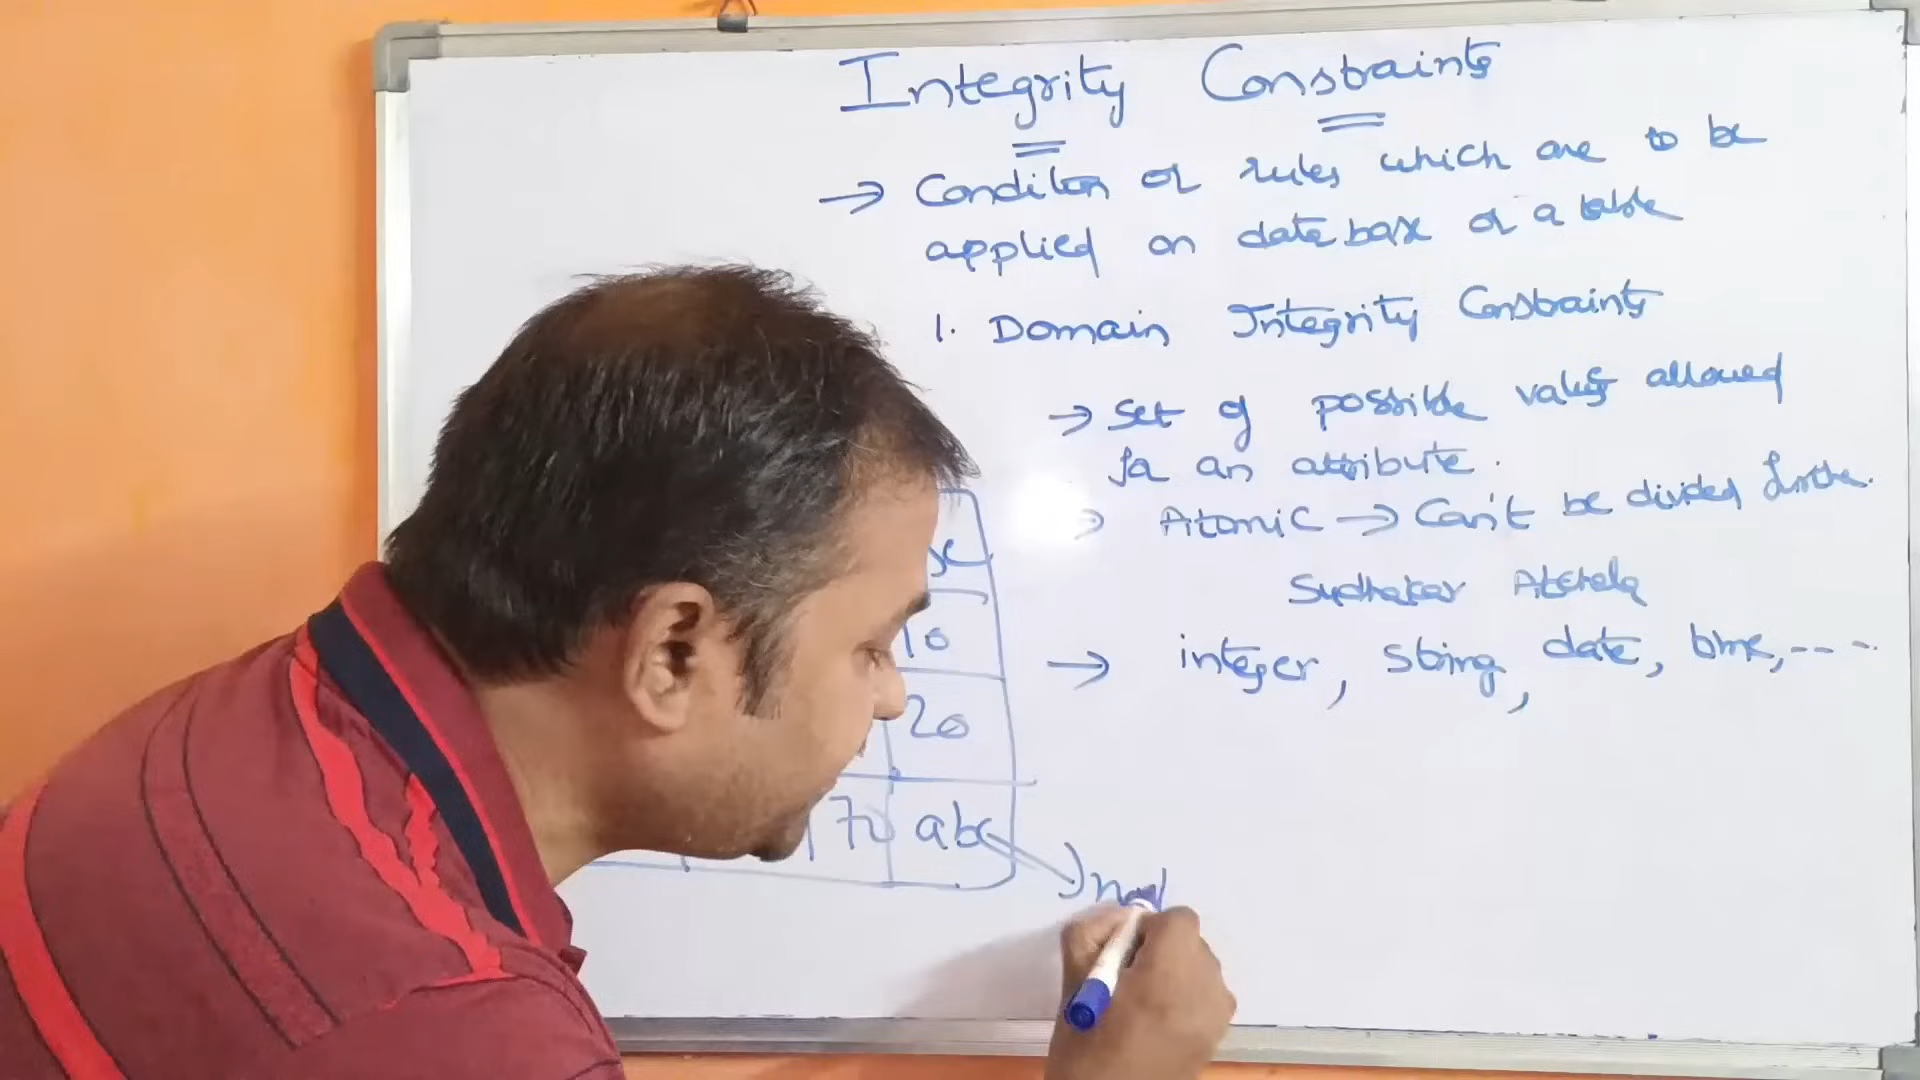 Integrity Constraints
→ Condition or rules which are to be
applied on database or a table
1. Domain Integrity Constraints
→ Set of possible values allowed
for an attribute.
→ Atomic → Can't be divided further.
Sudhakar Atchala
→ integer, string, date, time, ----
10
20
70 abc